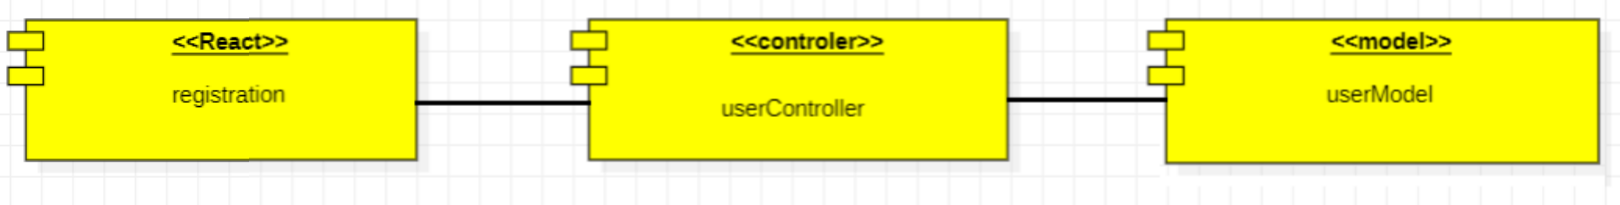 <<React>>
registration
<<controler>>
userController
<<model>>
userModel